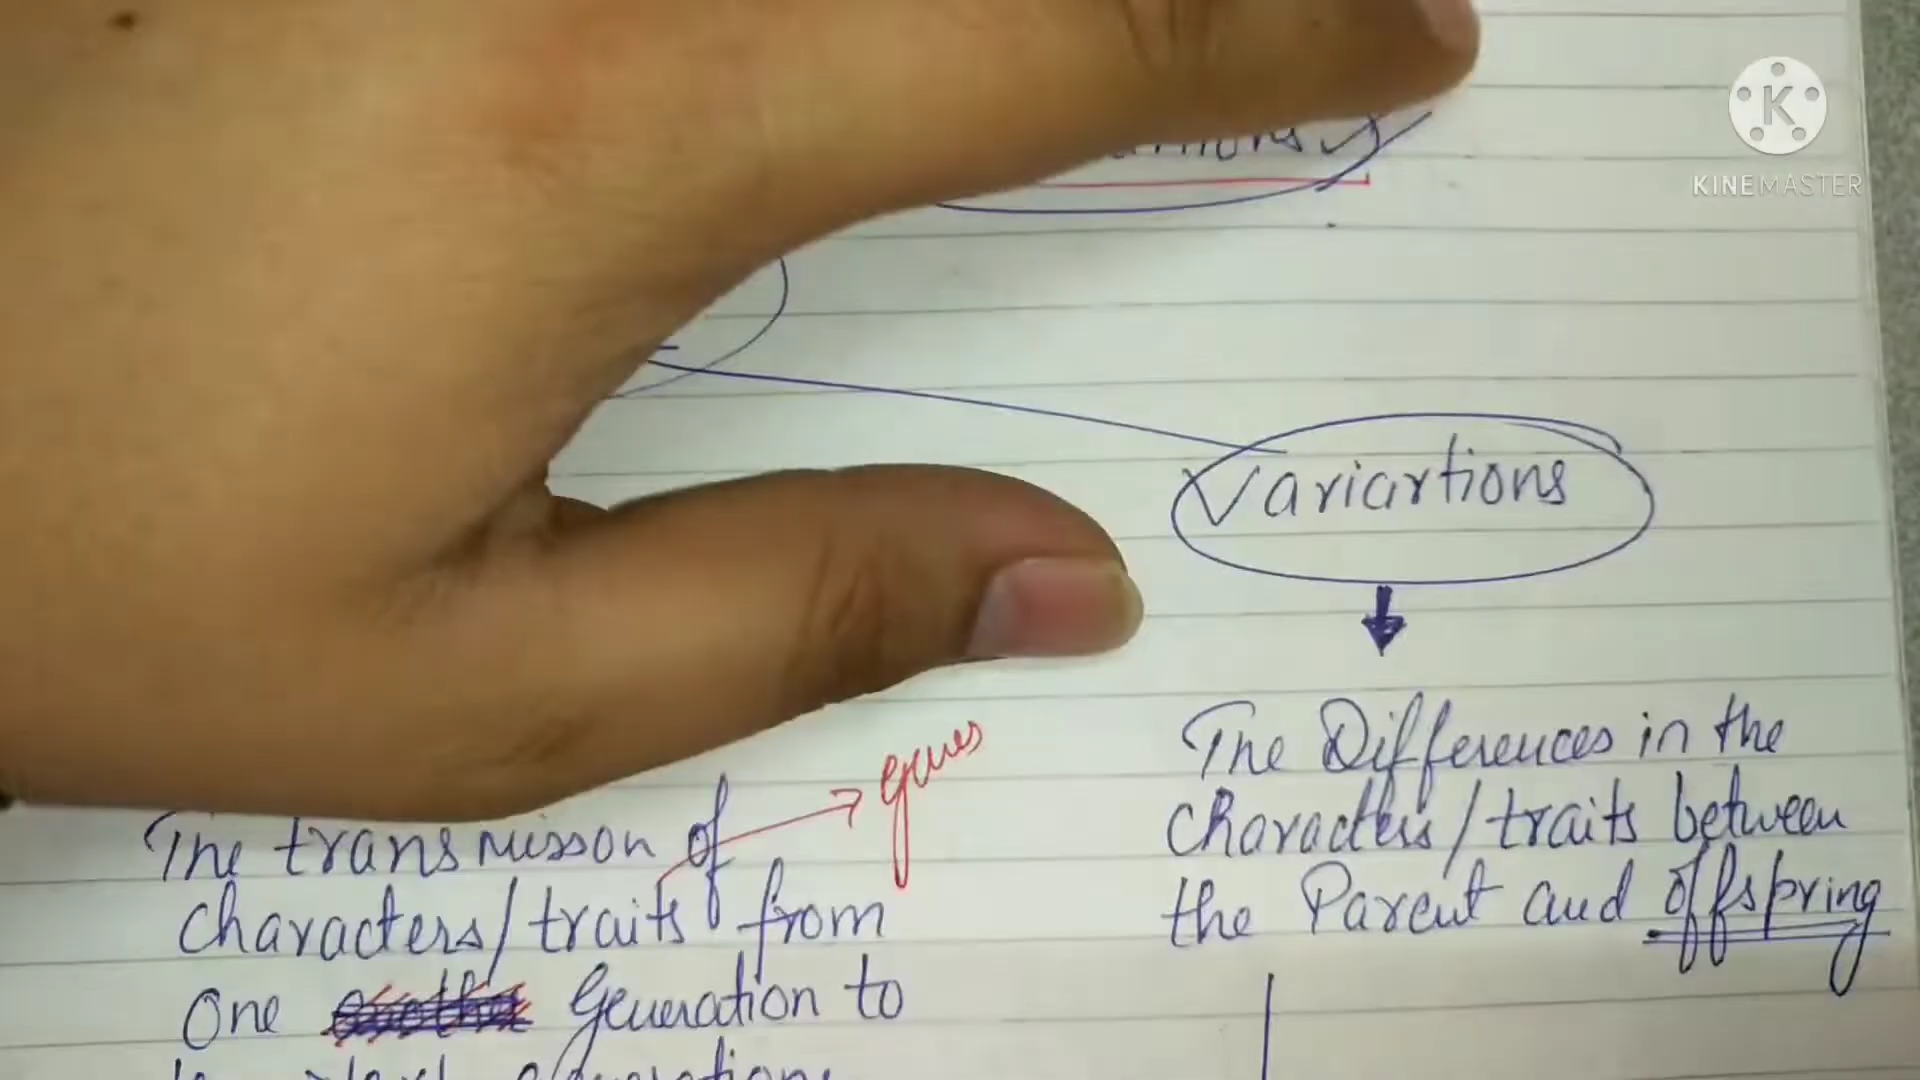 K
KINEMASTER
Variartions
genes
The Differences in the
Characters/traits between
the Parent and offspring
The transmisson of
Characters/traits from
One Generation to